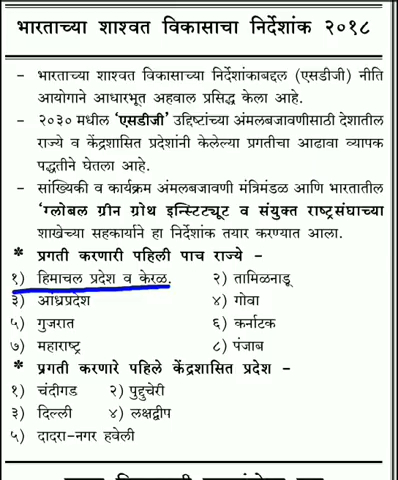 भारताच्या शाश्वत विकासाचा निर्देशांक २०१८
– भारताच्या शाश्वत विकासाच्या निर्देशांकाबद्दल (एसडीजी) नीति
आयोगाने आधारभूत अहवाल प्रसिद्ध केला आहे.
– २०३० मधील 'एसडीजी' उद्दिष्टांच्या अंमलबजावणीसाठी देशातील
राज्ये व केंद्रशासित प्रदेशांनी केलेल्या प्रगतीचा आढावा व्यापक
पद्धतीने घेतला आहे.
– सांख्यिकी व कार्यक्रम अंमलबजावणी मंत्रिमंडळ आणि भारतातील
'ग्लोबल ग्रीन ग्रोथ इन्स्टिट्यूट व संयुक्त राष्ट्रसंघाच्या
शाखेच्या सहकार्याने हा निर्देशांक तयार करण्यात आला.
* प्रगती करणारी पहिली पाच राज्ये –
१) हिमाचल प्रदेश व केरळ. २) तामिळनाडू
३) आंध्रप्रदेश ४) गोवा
५) गुजरात ६) कर्नाटक
७) महाराष्ट्र ८) पंजाब
* प्रगती करणारे पहिले केंद्रशासित प्रदेश –
१) चंदीगड २) पुद्दुचेरी
३) दिल्ली ४) लक्षद्वीप
५) दादरा-नगर हवेली